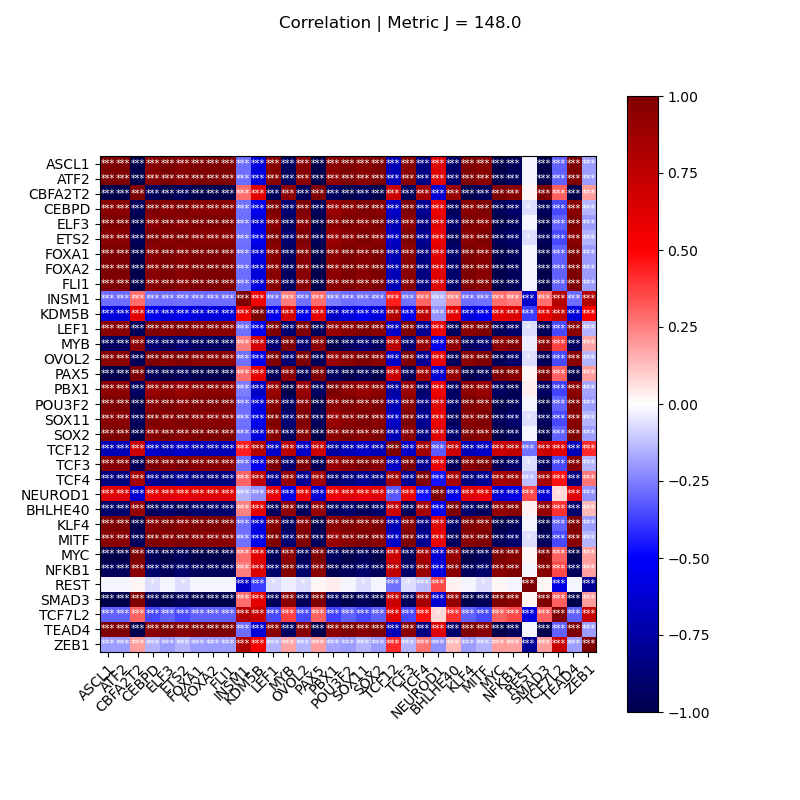 Correlation | Metric J = 148.0
1.00
0.75
0.50
0.25
0.00
−0.25
−0.50
−0.75
−1.00
ASCL1
ATF2
CBFA2T2
CEBPD
ELF3
ETS2
FOXA1
FOXA2
FLI1
INSM1
KDM5B
LEF1
MYB
OVOL2
PAX5
PBX1
POU3F2
SOX11
SOX2
TCF12
TCF3
TCF4
NEUROD1
BHLHE40
KLF4
MITF
MYC
NFKB1
REST
SMAD3
TCF7L2
TEAD4
ZEB1
ASCL1
ATF2
CBFA2T2
CEBPD
ELF3
ETS2
FOXA1
FOXA2
FLI1
INSM1
KDM5B
LEF1
MYB
OVOL2
PAX5
PBX1
POU3F2
SOX11
SOX2
TCF12
TCF3
TCF4
NEUROD1
BHLHE40
KLF4
MITF
MYC
NFKB1
REST
SMAD3
TCF7L2
TEAD4
ZEB1